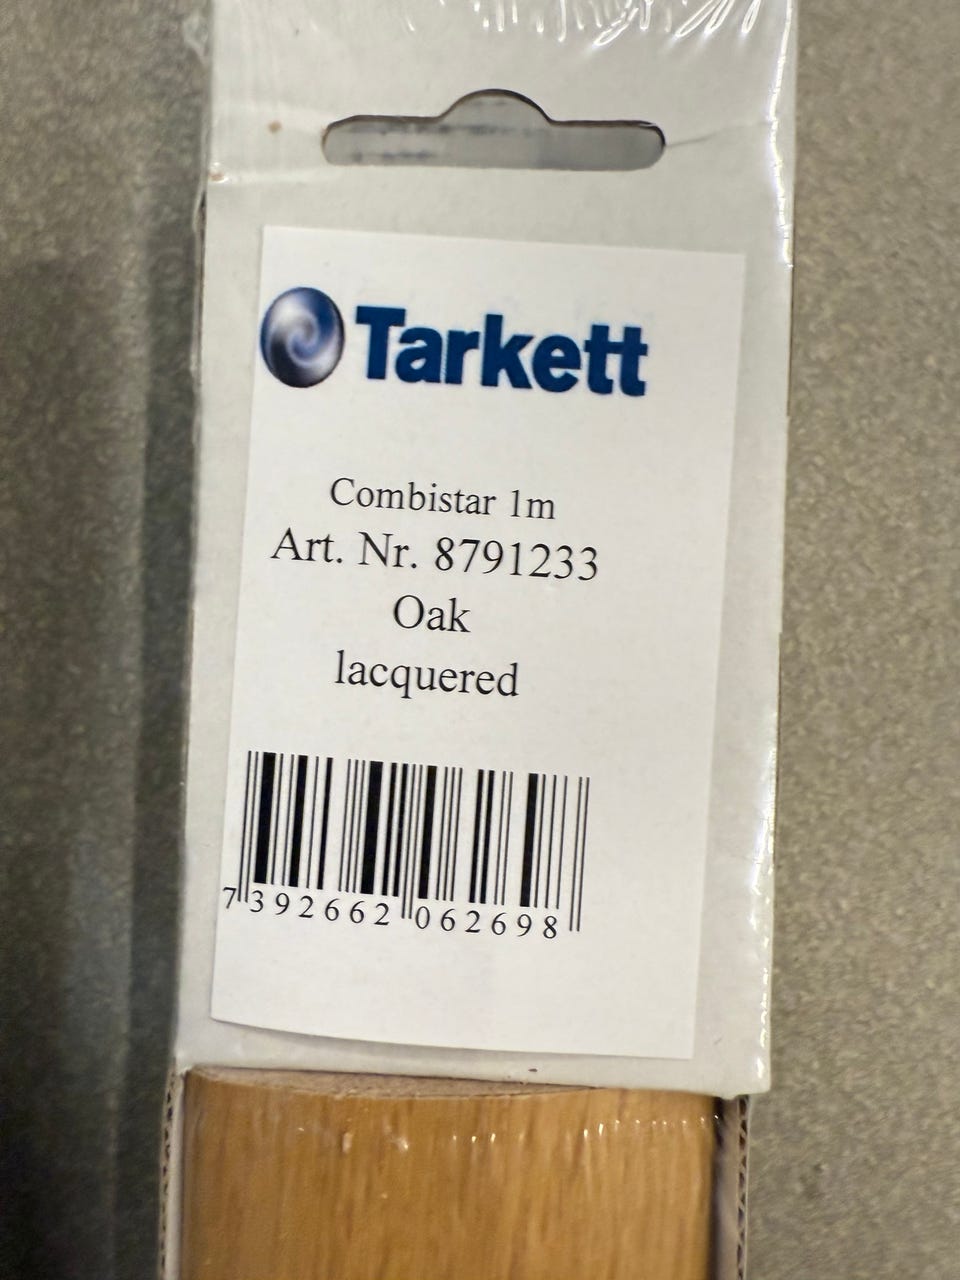 Tarkett
Combistar 1m
Art. Nr. 8791233
Oak
lacquered
7 392662 062698